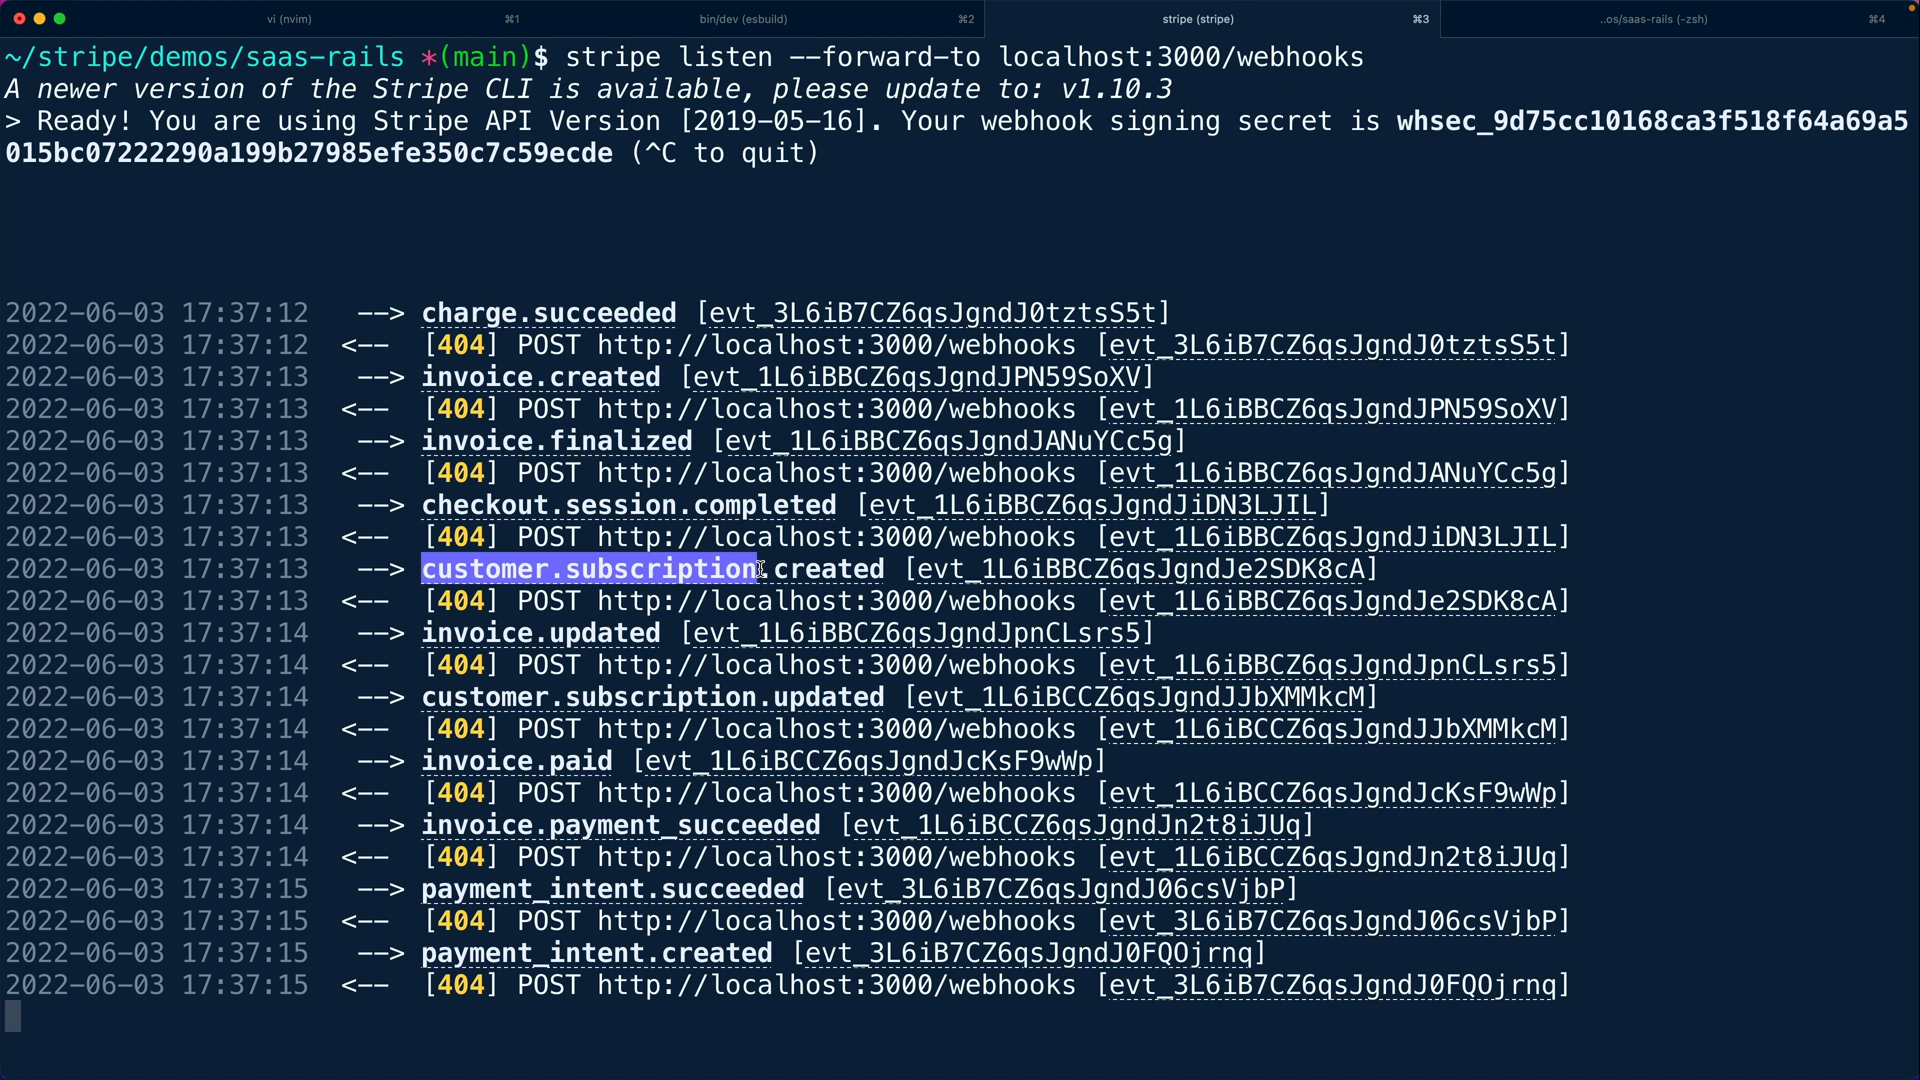 vi (nvim) ⌘1 bin/dev (esbuild) ⌘2 stripe (stripe) ⌘3 ..os/saas-rails (-zsh) ⌘4
~/stripe/demos/saas-rails *(main)$ stripe listen --forward-to localhost:3000/webhooks
A newer version of the Stripe CLI is available, please update to: v1.10.3
> Ready! You are using Stripe API Version [2019-05-16]. Your webhook signing secret is whsec_9d75cc10168ca3f518f64a69a5
015bc07222290a199b27985efe350c7c59ecde (^C to quit)
2022-06-03 17:37:12 --> charge.succeeded [evt_3L6iB7CZ6qsJgndJ0tztsS5t]
2022-06-03 17:37:12 <-- [404] POST http://localhost:3000/webhooks [evt_3L6iB7CZ6qsJgndJ0tztsS5t]
2022-06-03 17:37:13 --> invoice.created [evt_1L6iBBCZ6qsJgndJPN59SoXV]
2022-06-03 17:37:13 <-- [404] POST http://localhost:3000/webhooks [evt_1L6iBBCZ6qsJgndJPN59SoXV]
2022-06-03 17:37:13 --> invoice.finalized [evt_1L6iBBCZ6qsJgndJANuYCc5g]
2022-06-03 17:37:13 <-- [404] POST http://localhost:3000/webhooks [evt_1L6iBBCZ6qsJgndJANuYCc5g]
2022-06-03 17:37:13 --> checkout.session.completed [evt_1L6iBBCZ6qsJgndJiDN3LJIL]
2022-06-03 17:37:13 <-- [404] POST http://localhost:3000/webhooks [evt_1L6iBBCZ6qsJgndJiDN3LJIL]
2022-06-03 17:37:13 --> customer.subscription.created [evt_1L6iBBCZ6qsJgndJe2SDK8cA]
2022-06-03 17:37:13 <-- [404] POST http://localhost:3000/webhooks [evt_1L6iBBCZ6qsJgndJe2SDK8cA]
2022-06-03 17:37:14 --> invoice.updated [evt_1L6iBBCZ6qsJgndJpnCLsrs5]
2022-06-03 17:37:14 <-- [404] POST http://localhost:3000/webhooks [evt_1L6iBBCZ6qsJgndJpnCLsrs5]
2022-06-03 17:37:14 --> customer.subscription.updated [evt_1L6iBCCZ6qsJgndJJbXMMkcM]
2022-06-03 17:37:14 <-- [404] POST http://localhost:3000/webhooks [evt_1L6iBCCZ6qsJgndJJbXMMkcM]
2022-06-03 17:37:14 --> invoice.paid [evt_1L6iBCCZ6qsJgndJcKsF9wWp]
2022-06-03 17:37:14 <-- [404] POST http://localhost:3000/webhooks [evt_1L6iBCCZ6qsJgndJcKsF9wWp]
2022-06-03 17:37:14 --> invoice.payment_succeeded [evt_1L6iBCCZ6qsJgndJn2t8iJUq]
2022-06-03 17:37:14 <-- [404] POST http://localhost:3000/webhooks [evt_1L6iBCCZ6qsJgndJn2t8iJUq]
2022-06-03 17:37:15 --> payment_intent.succeeded [evt_3L6iB7CZ6qsJgndJ06csVjbP]
2022-06-03 17:37:15 <-- [404] POST http://localhost:3000/webhooks [evt_3L6iB7CZ6qsJgndJ06csVjbP]
2022-06-03 17:37:15 --> payment_intent.created [evt_3L6iB7CZ6qsJgndJ0FQOjrnq]
2022-06-03 17:37:15 <-- [404] POST http://localhost:3000/webhooks [evt_3L6iB7CZ6qsJgndJ0FQOjrnq]